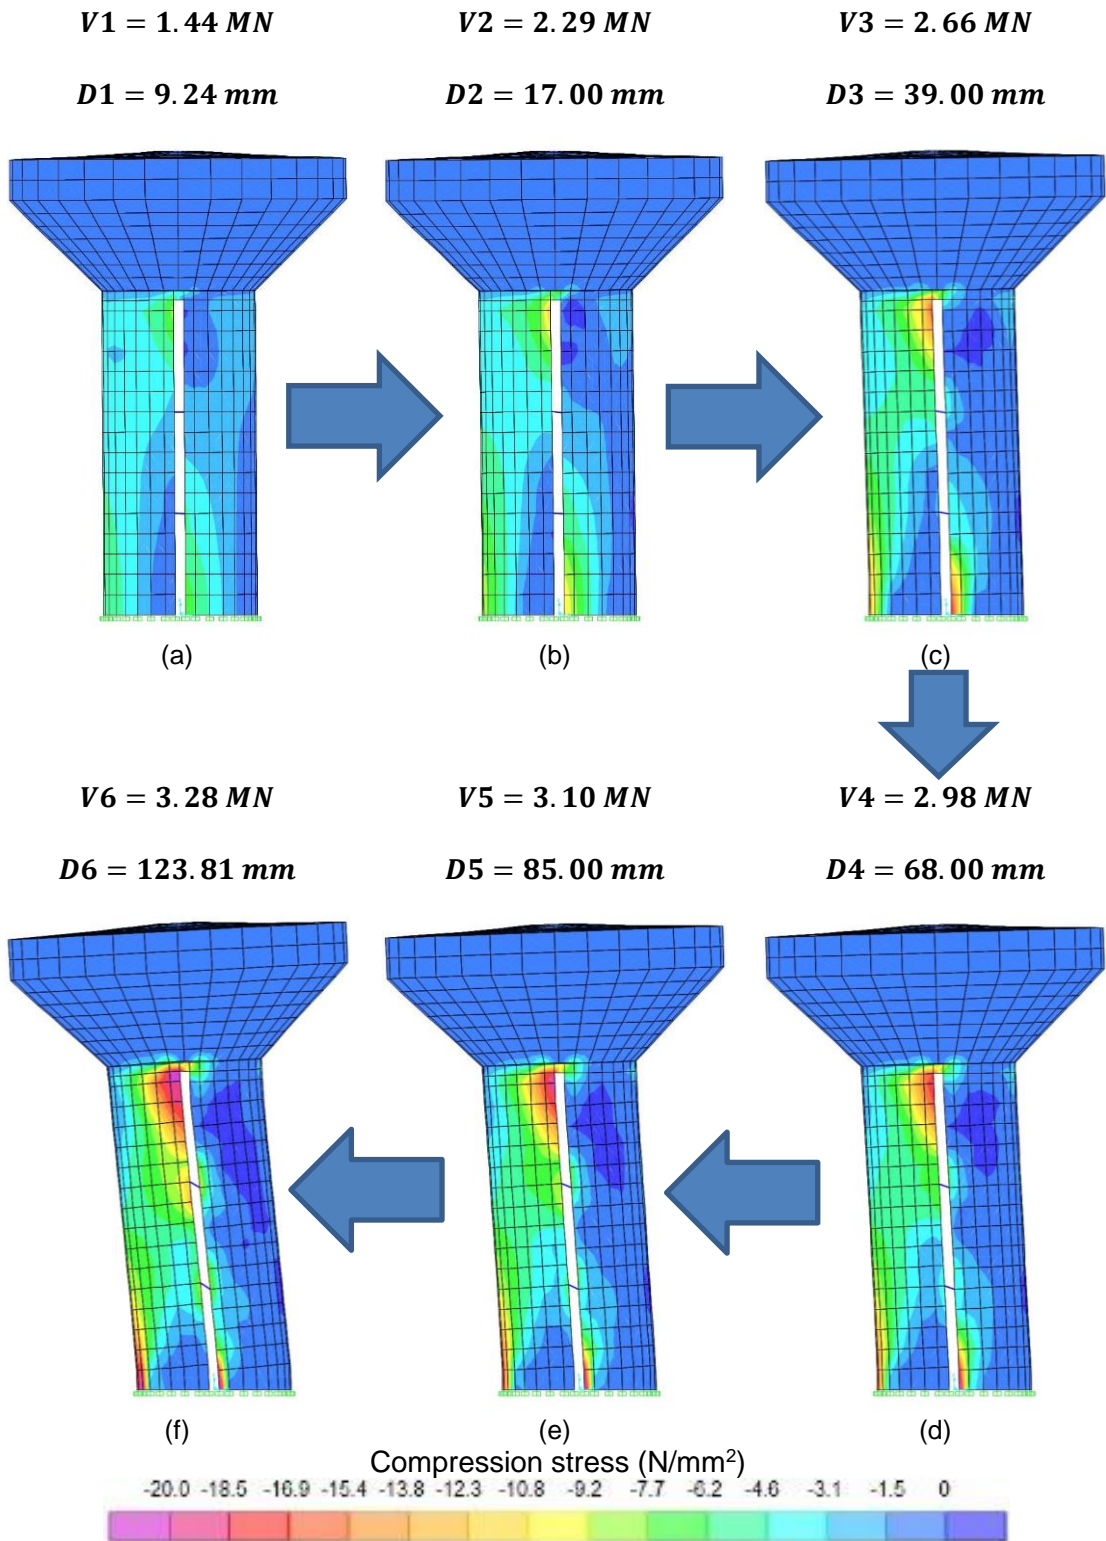 V1 = 1.44 MN
V2 = 2.29 MN
V3 = 2.66 MN
D1 = 9.24 mm
D2 = 17.00 mm
D3 = 39.00 mm
(a)
(b)
(c)
V6 = 3.28 MN
V5 = 3.10 MN
V4 = 2.98 MN
D6 = 123.81 mm
D5 = 85.00 mm
D4 = 68.00 mm
(f)
(e)
(d)
Compression stress (N/mm²)
-20.0 -18.5 -16.9 -15.4 -13.8 -12.3 -10.8 -9.2 -7.7 -6.2 -4.6 -3.1 -1.5 0